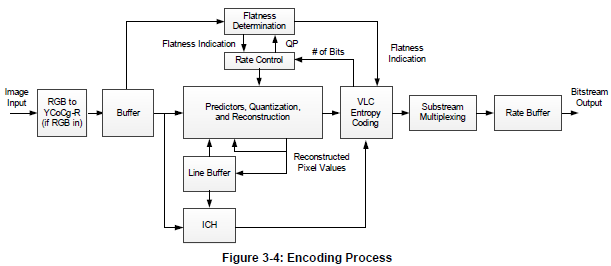 Flatness
Determination
Flatness Indication
QP
Flatness
Indication
Rate Control
# of Bits
Image
Input
RGB to
YCoCg-R
(if RGB in)
Buffer
Predictors, Quantization,
and Reconstruction
VLC
Entropy
Coding
Substream
Multiplexing
Rate Buffer
Bitstream
Output
Line Buffer
Reconstructed
Pixel Values
ICH
Figure 3-4: Encoding Process